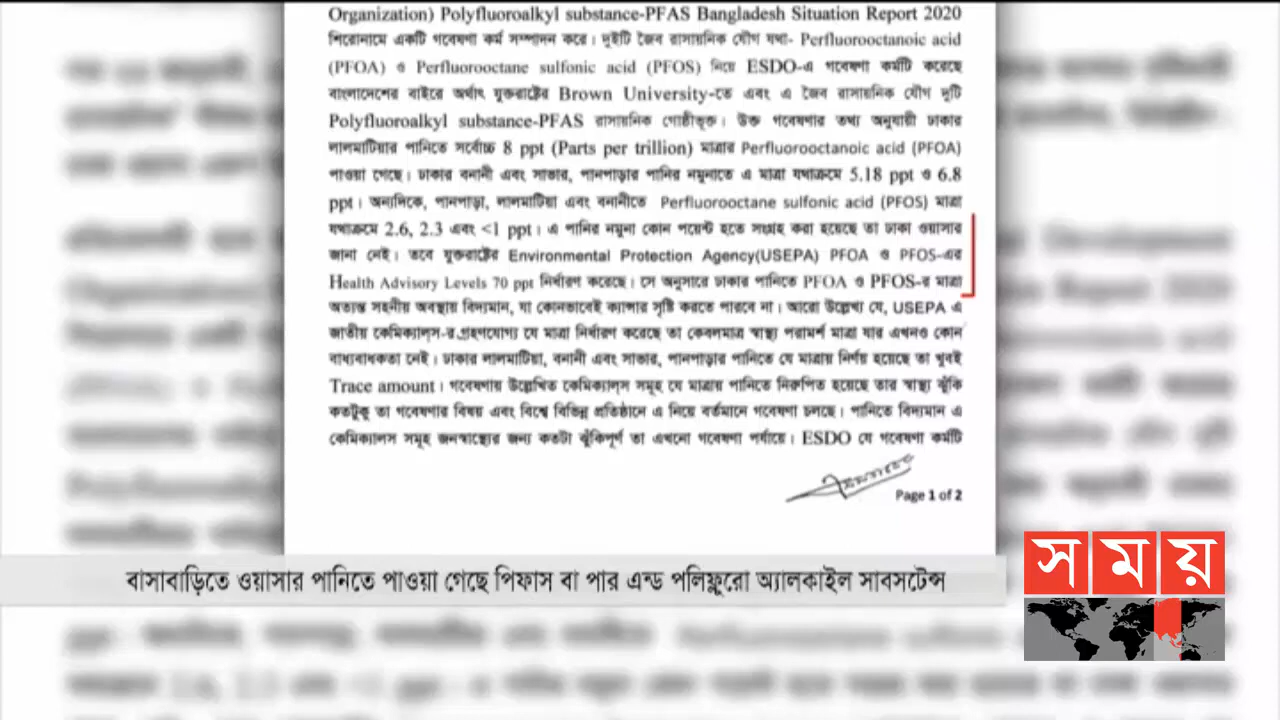 Organization) Polyfluoroalkyl substance-PFAS Bangladesh Situation Report 2020
শিরোনামে একটি গবেষণা কর্ম সম্পাদন করে। দুইটি জৈব রাসায়নিক যৌগ যথা- Perfluorooctanoic acid
(PFOA) ও Perfluorooctane sulfonic acid (PFOS) নিয়ে ESDO-এ গবেষণা কর্মটি করেছে
বাংলাদেশের বাইরে অর্থাৎ যুক্তরাষ্ট্রের Brown University-তে এবং এ জৈব রাসায়নিক যৌগ দুটি
Polyfluoroalkyl substance-PFAS রাসায়নিক গোষ্ঠীভূক্ত। উক্ত গবেষণার তথ্য অনুযায়ী ঢাকার
লালমাটিয়ার পানিতে সর্বোচ্চ 8 ppt (Parts per trillion) মাত্রার Perfluorooctanoic acid (PFOA)
পাওয়া গেছে। ঢাকার বনানী এবং সাভার, পানপাড়ার পানির নমুনাতে এ মাত্রা যথাক্রমে 5.18 ppt ও 6.8
ppt। অন্যদিকে, পানপাড়া, লালমাটিয়া এবং বনানীতে Perfluorooctane sulfonic acid (PFOS) মাত্রা
যথাক্রমে 2.6, 2.3 এবং <1 ppt। এ পানির নমুনা কোন পয়েন্ট হতে সংগ্রহ করা হয়েছে তা ঢাকা ওয়াসার
জানা নেই। তবে যুক্তরাষ্ট্রের Environmental Protection Agency(USEPA) PFOA ও PFOS-এর
Health Advisory Levels 70 ppt নির্ধারণ করেছে। সে অনুসারে ঢাকার পানিতে PFOA ও PFOS-র মাত্রা
অত্যন্ত সহনীয় অবস্থায় বিদ্যমান, যা কোনভাবেই ক্যান্সার সৃষ্টি করতে পারবে না। আরো উল্লেখ্য যে, USEPA এ
জাতীয় কেমিক্যালস-র গ্রহণযোগ্য যে মাত্রা নির্ধারণ করেছে তা কেবলমাত্র স্বাস্থ্য পরামর্শ মাত্রা যার এখনও কোন
বাধ্যবাধকতা নেই। ঢাকার লালমাটিয়া, বনানী এবং সাভার, পানপাড়ার পানিতে যে মাত্রায় নির্ণয় হয়েছে তা খুবই
Trace amount। গবেষণায় উল্লেখিত কেমিক্যালস সমূহ যে মাত্রায় পানিতে নিরুপিত হয়েছে তার স্বাস্থ্য ঝুঁকি
কতটুকু তা গবেষণার বিষয় এবং বিশ্বে বিভিন্ন প্রতিষ্ঠানে এ নিয়ে বর্তমানে গবেষণা চলছে। পানিতে বিদ্যমান এ
কেমিক্যালস সমূহ জনস্বাস্থ্যের জন্য কতটা ঝুঁকিপূর্ণ তা এখনো গবেষণা পর্যায়ে। ESDO যে গবেষণা কর্মটি
Page 1 of 2
বাসাবাড়িতে ওয়াসার পানিতে পাওয়া গেছে পিফাস বা পার এন্ড পলিফ্লুরো অ্যালকাইল সাবসটেন্স
সময়